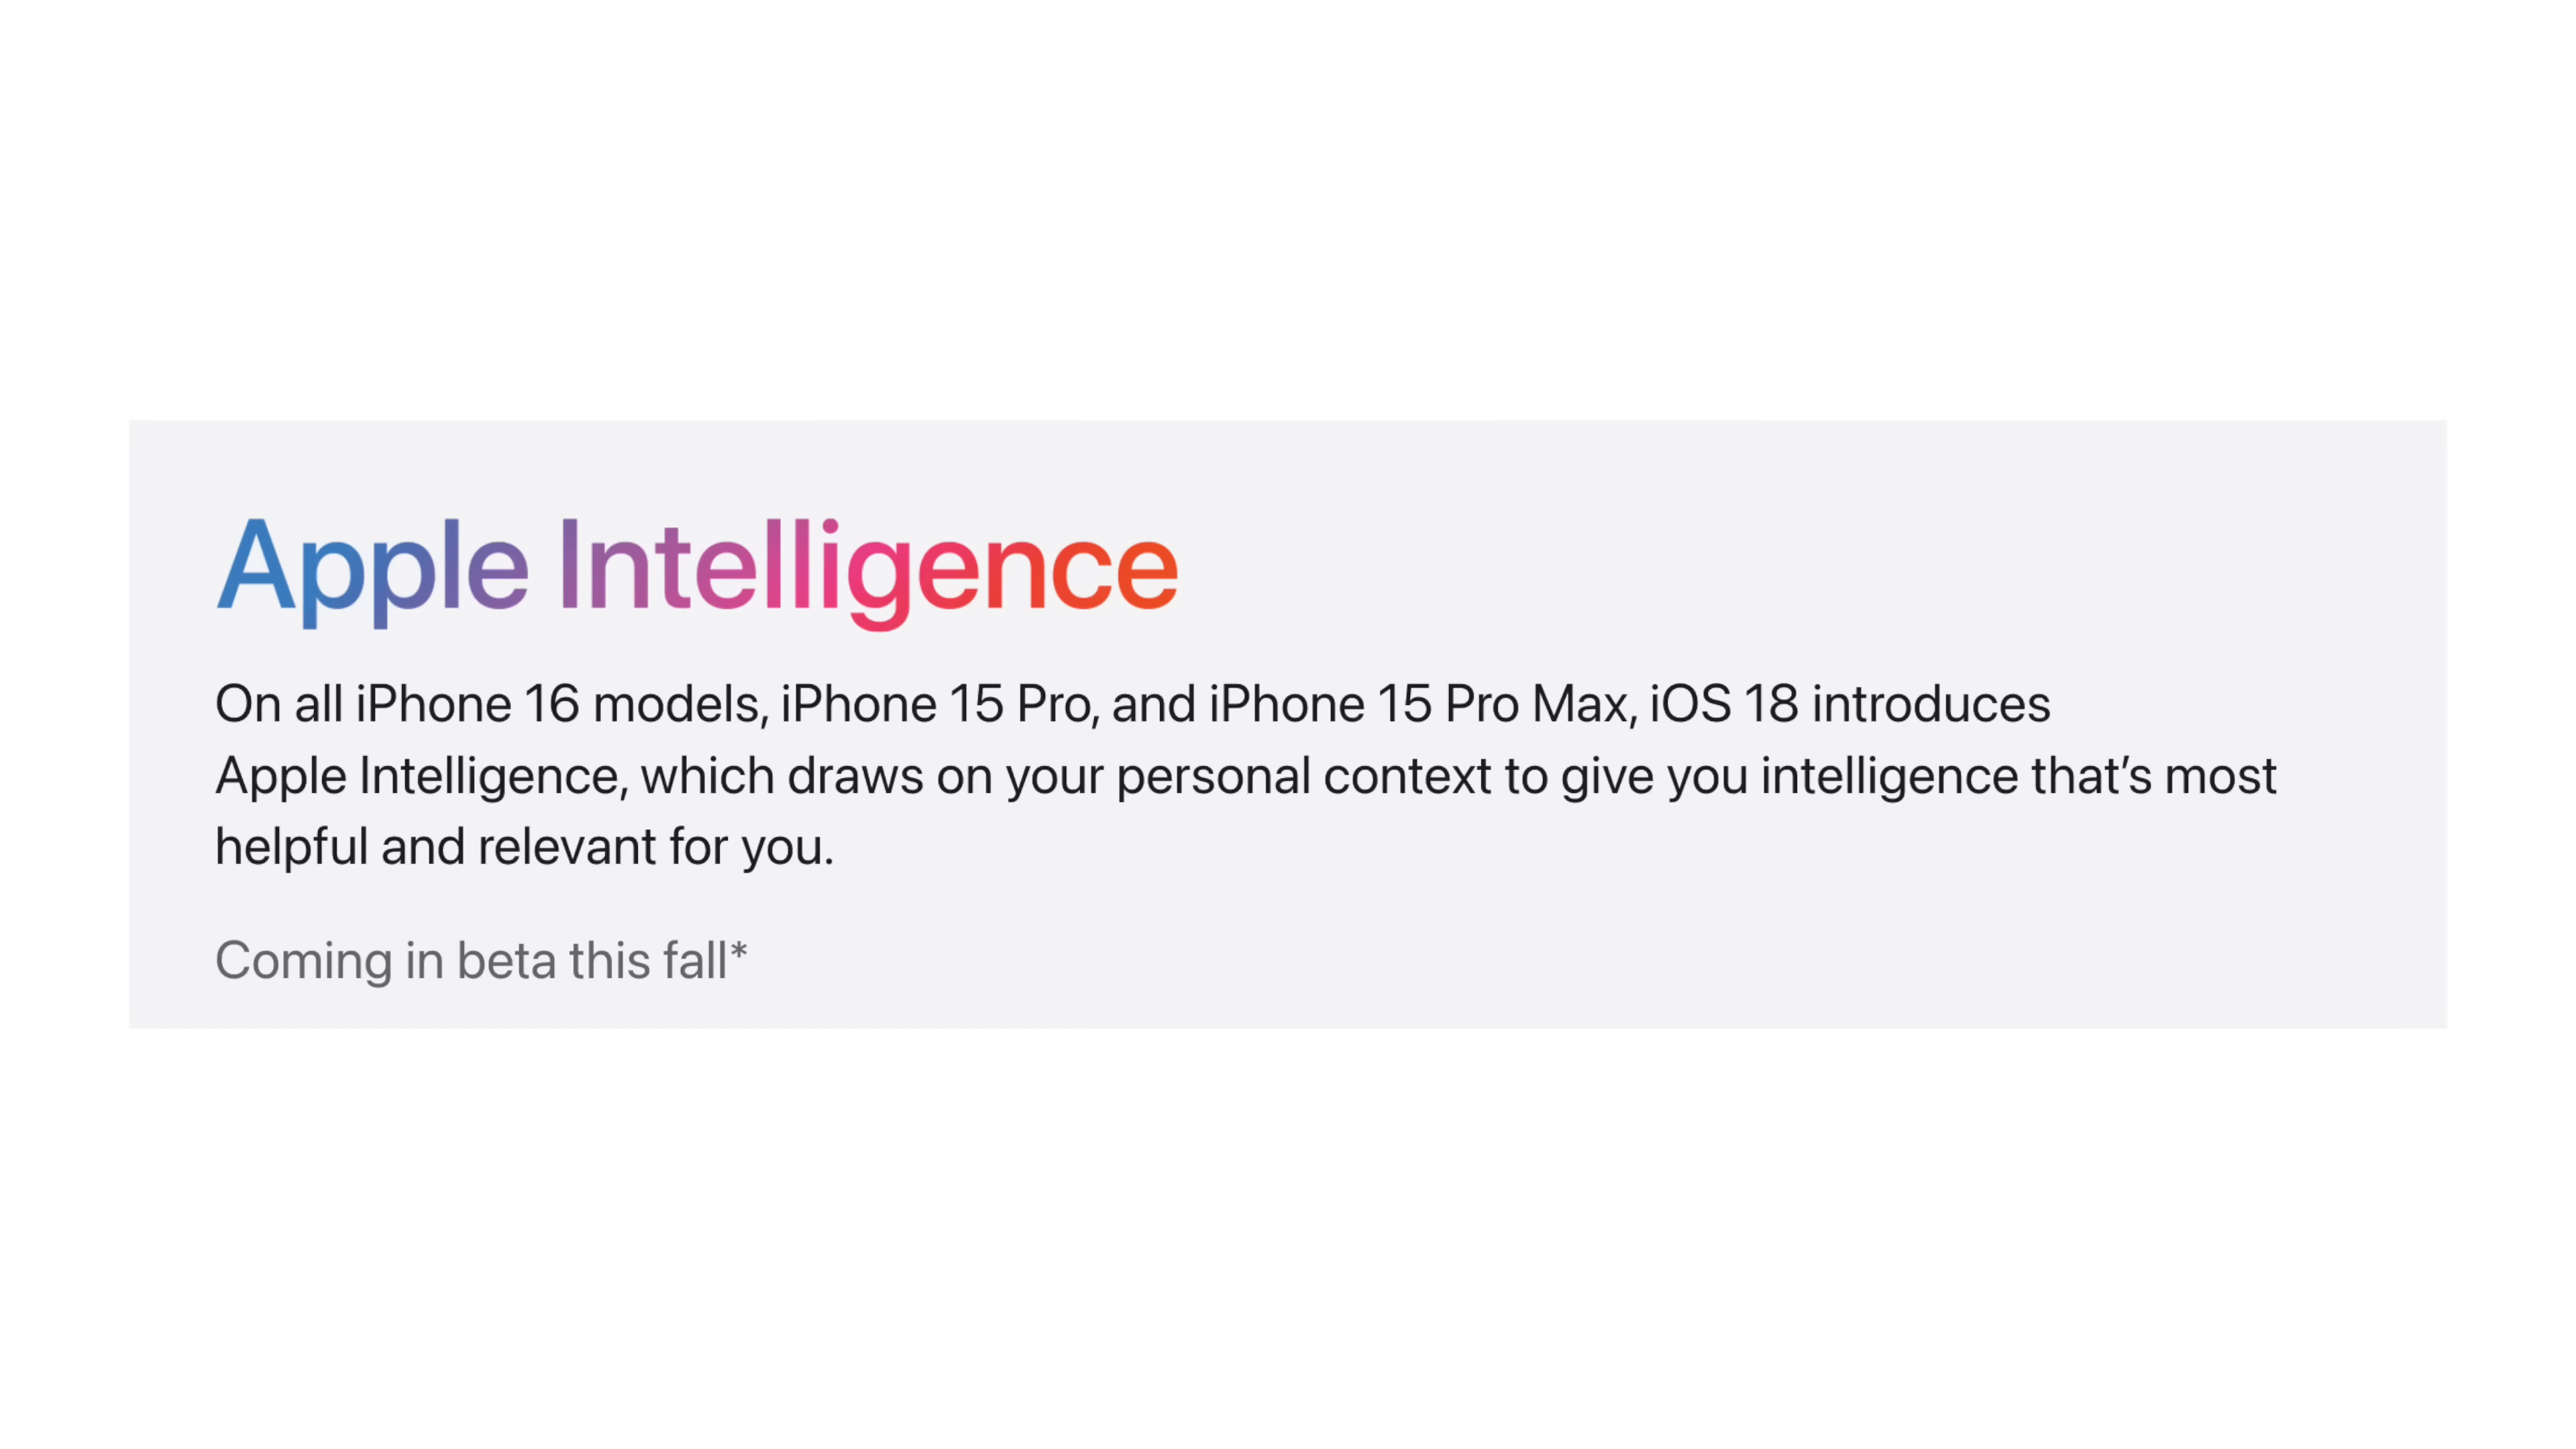 Apple Intelligence
On all iPhone 16 models, iPhone 15 Pro, and iPhone 15 Pro Max, iOS 18 introduces
Apple Intelligence, which draws on your personal context to give you intelligence that’s most
helpful and relevant for you.
Coming in beta this fall*